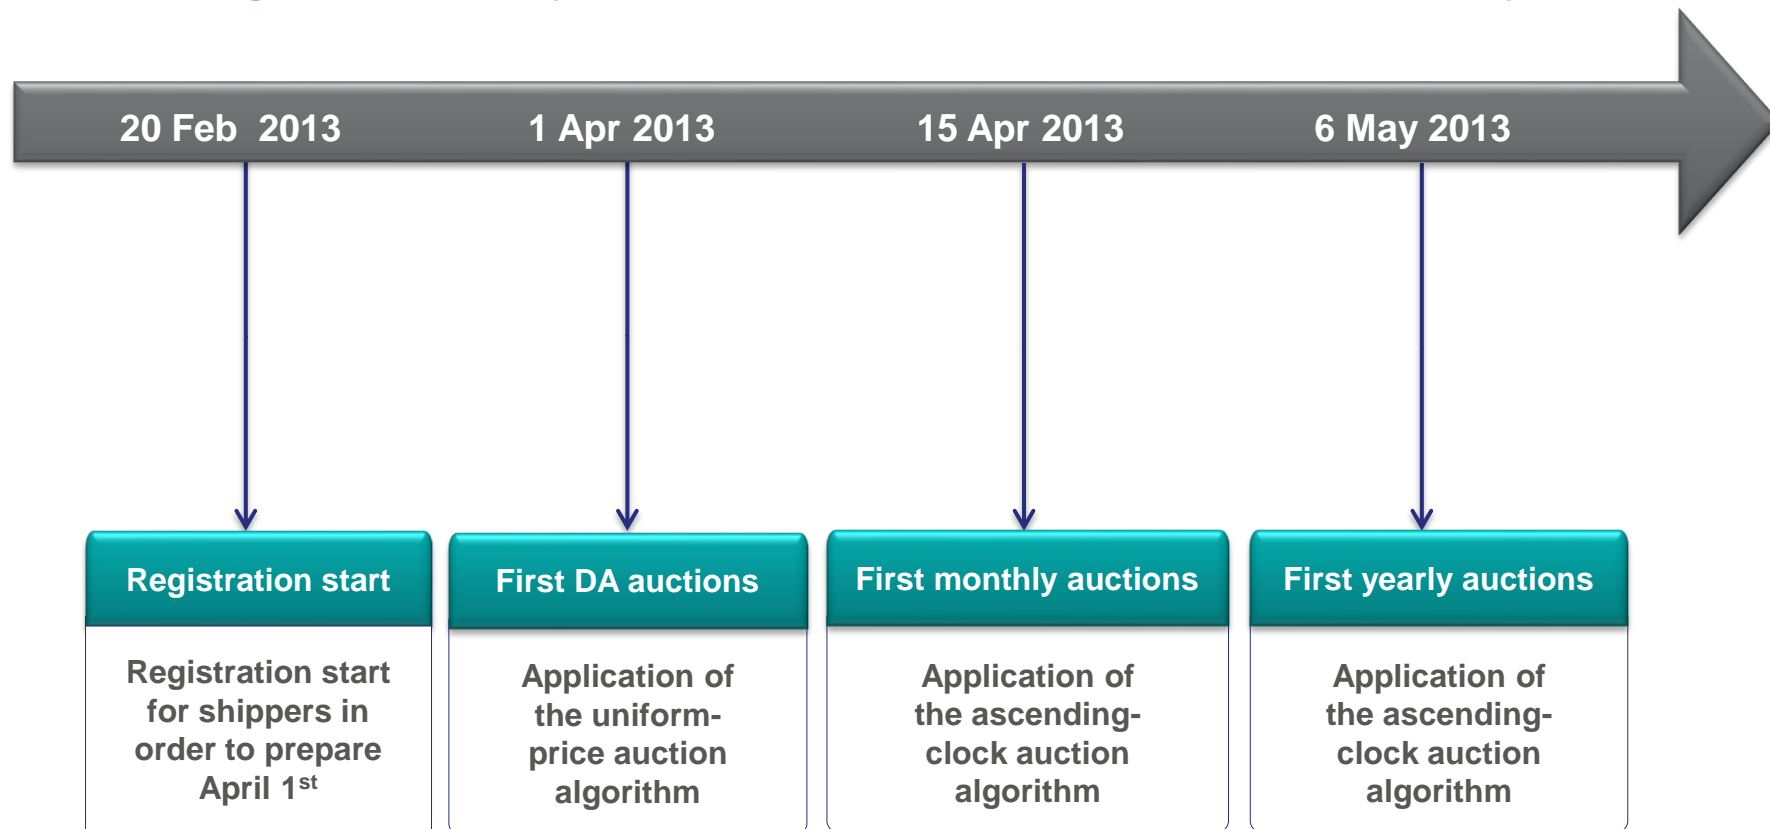 20 Feb 2013
1 Apr 2013
15 Apr 2013
6 May 2013
Registration start
Registration start
for shippers in
order to prepare
April 1st
First DA auctions
Application of
the uniform-
price auction
algorithm
First monthly auctions
Application of
the ascending-
clock auction
algorithm
First yearly auctions
Application of
the ascending-
clock auction
algorithm